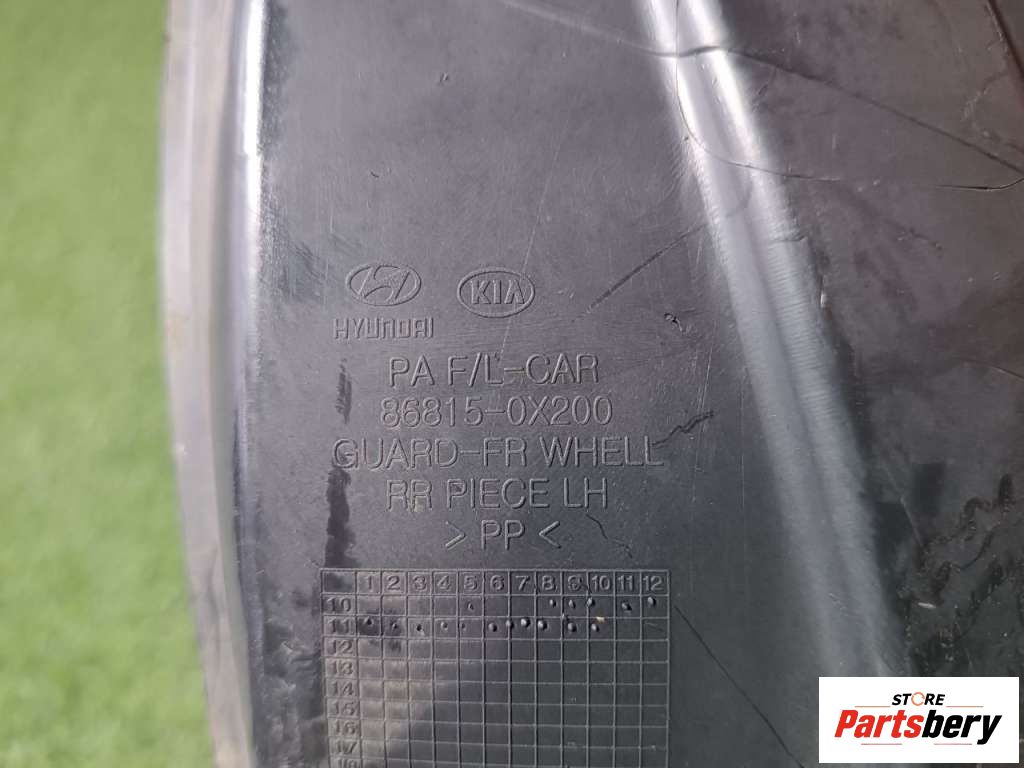 KIA
HYUNDAI
PA F/L-CAR
86815-0X200
GUARD-FR WHELL
RR PIECE LH
> PP <
1 2 3 4 5 6 7 8 9 10 11 12
10
11
12
13
14
15
16
17
18
STORE
Partsbery